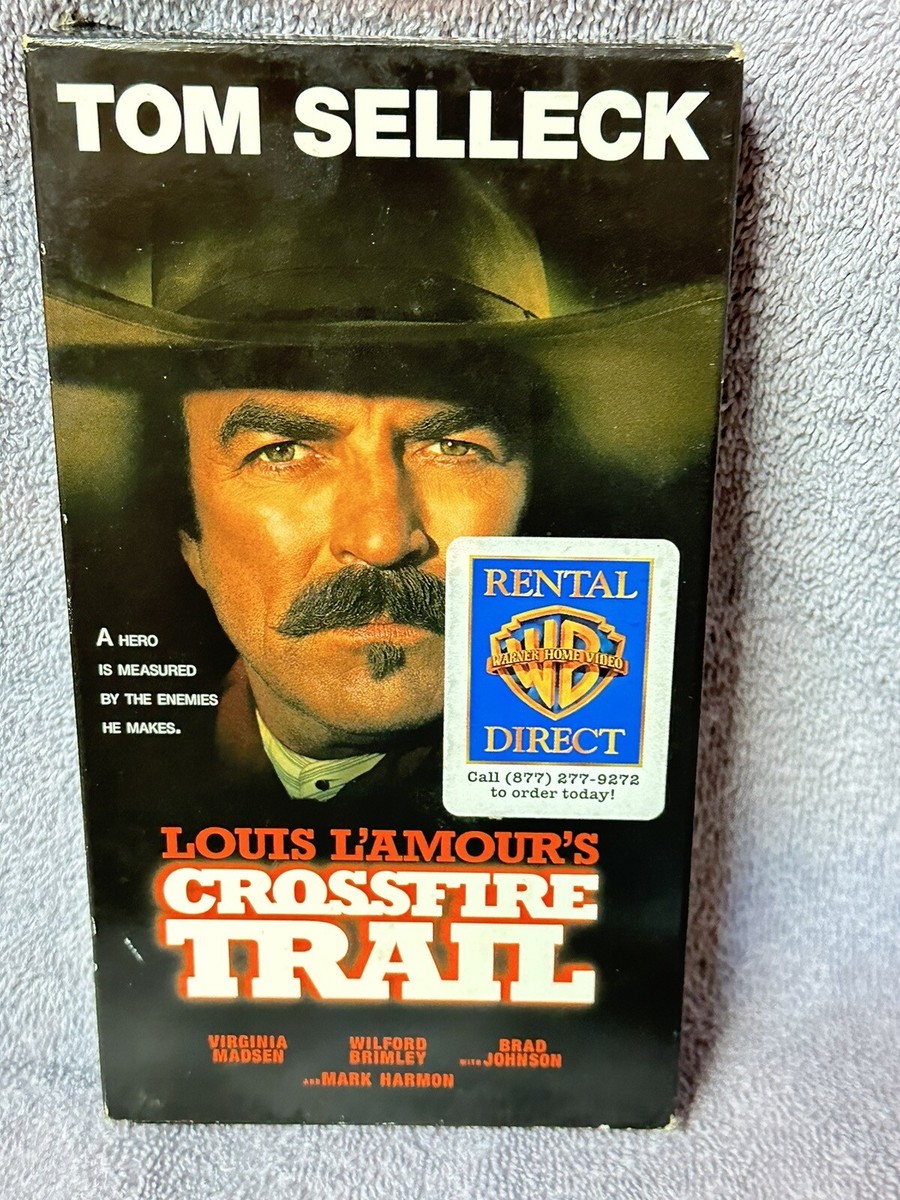 TOM SELLECK
A HERO
IS MEASURED
BY THE ENEMIES
HE MAKES.
RENTAL
WB
WARNER HOME VIDEO
DIRECT
Call (877) 277-9272
to order today!
LOUIS L'AMOUR'S
CROSSFIRE
TRAIL
VIRGINIA
MADSEN
WILFORD
BRIMLEY
BRAD
WITH JOHNSON
AND MARK HARMON